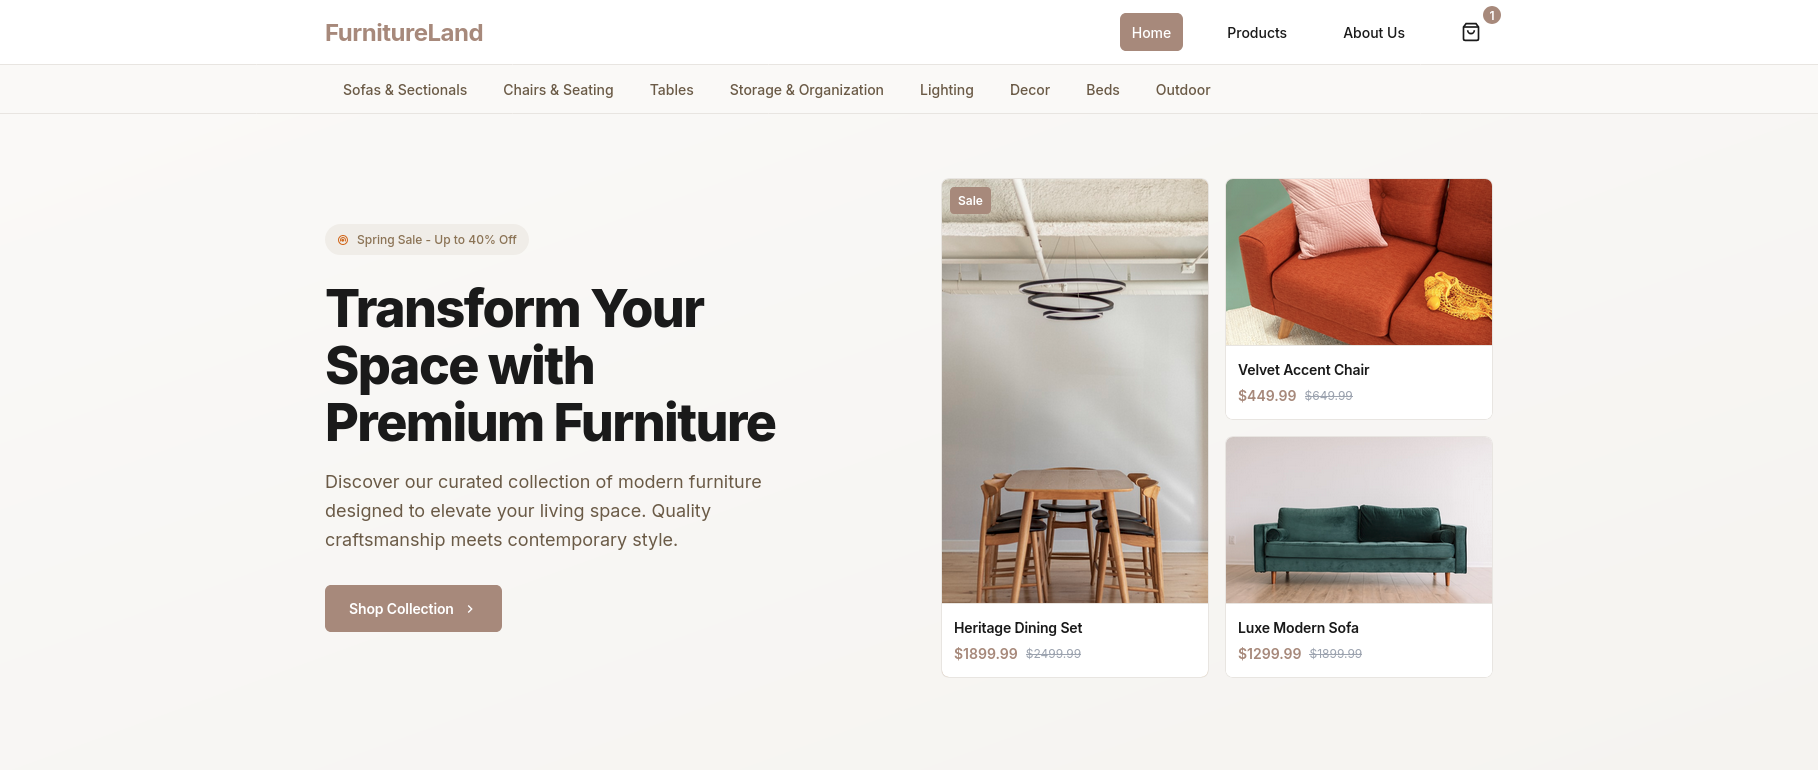 FurnitureLand
Home
Products
About Us
1
Sofas & Sectionals
Chairs & Seating
Tables
Storage & Organization
Lighting
Decor
Beds
Outdoor
Spring Sale - Up to 40% Off
Transform Your
Space with
Premium Furniture
Discover our curated collection of modern furniture
designed to elevate your living space. Quality
craftsmanship meets contemporary style.
Shop Collection
Sale
Heritage Dining Set
$1899.99 $2499.99
Velvet Accent Chair
$449.99 $649.99
Luxe Modern Sofa
$1299.99 $1899.99